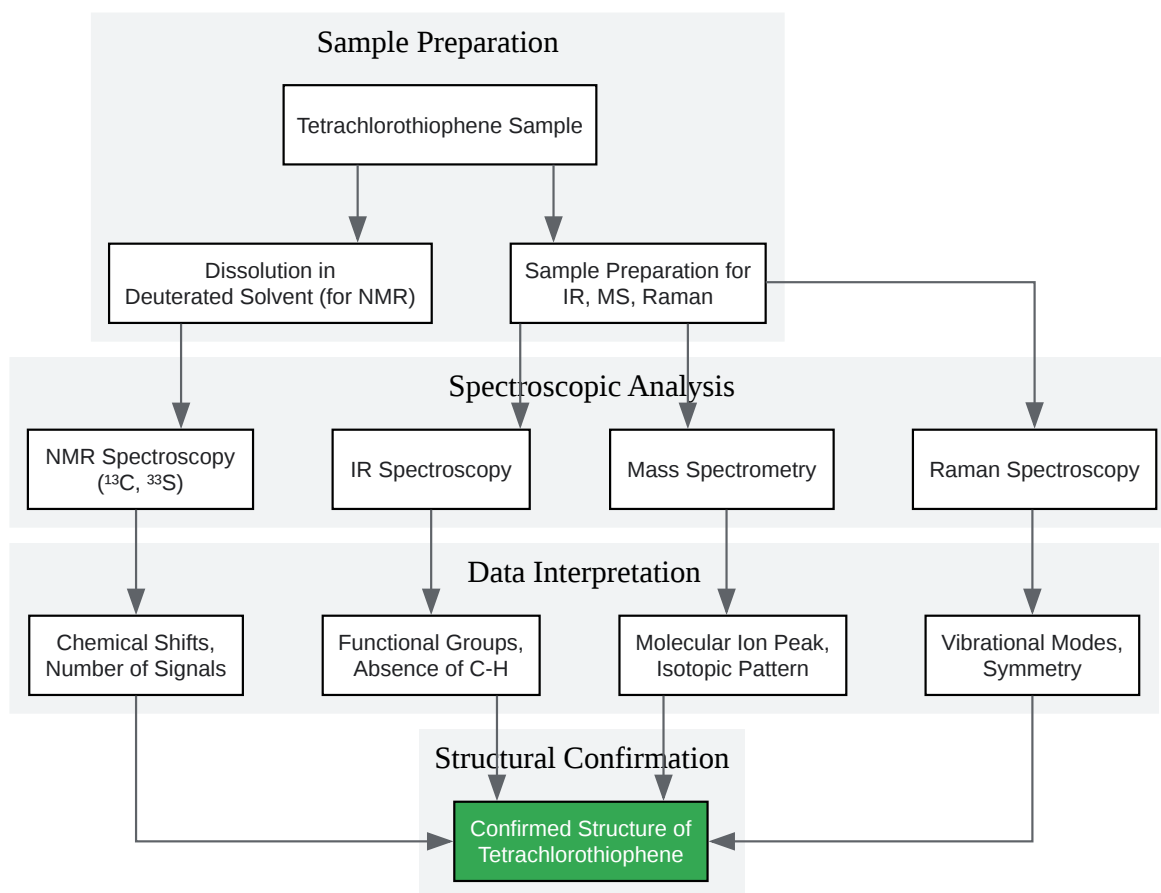 Sample Preparation
Tetrachlorothiophene Sample
Dissolution in
Deuterated Solvent (for NMR)
Sample Preparation for
IR, MS, Raman
Spectroscopic Analysis
NMR Spectroscopy
(¹³C, ³³S)
IR Spectroscopy
Mass Spectrometry
Raman Spectroscopy
Data Interpretation
Chemical Shifts,
Number of Signals
Functional Groups,
Absence of C-H
Molecular Ion Peak,
Isotopic Pattern
Vibrational Modes,
Symmetry
Structural Confirmation
Confirmed Structure of
Tetrachlorothiophene